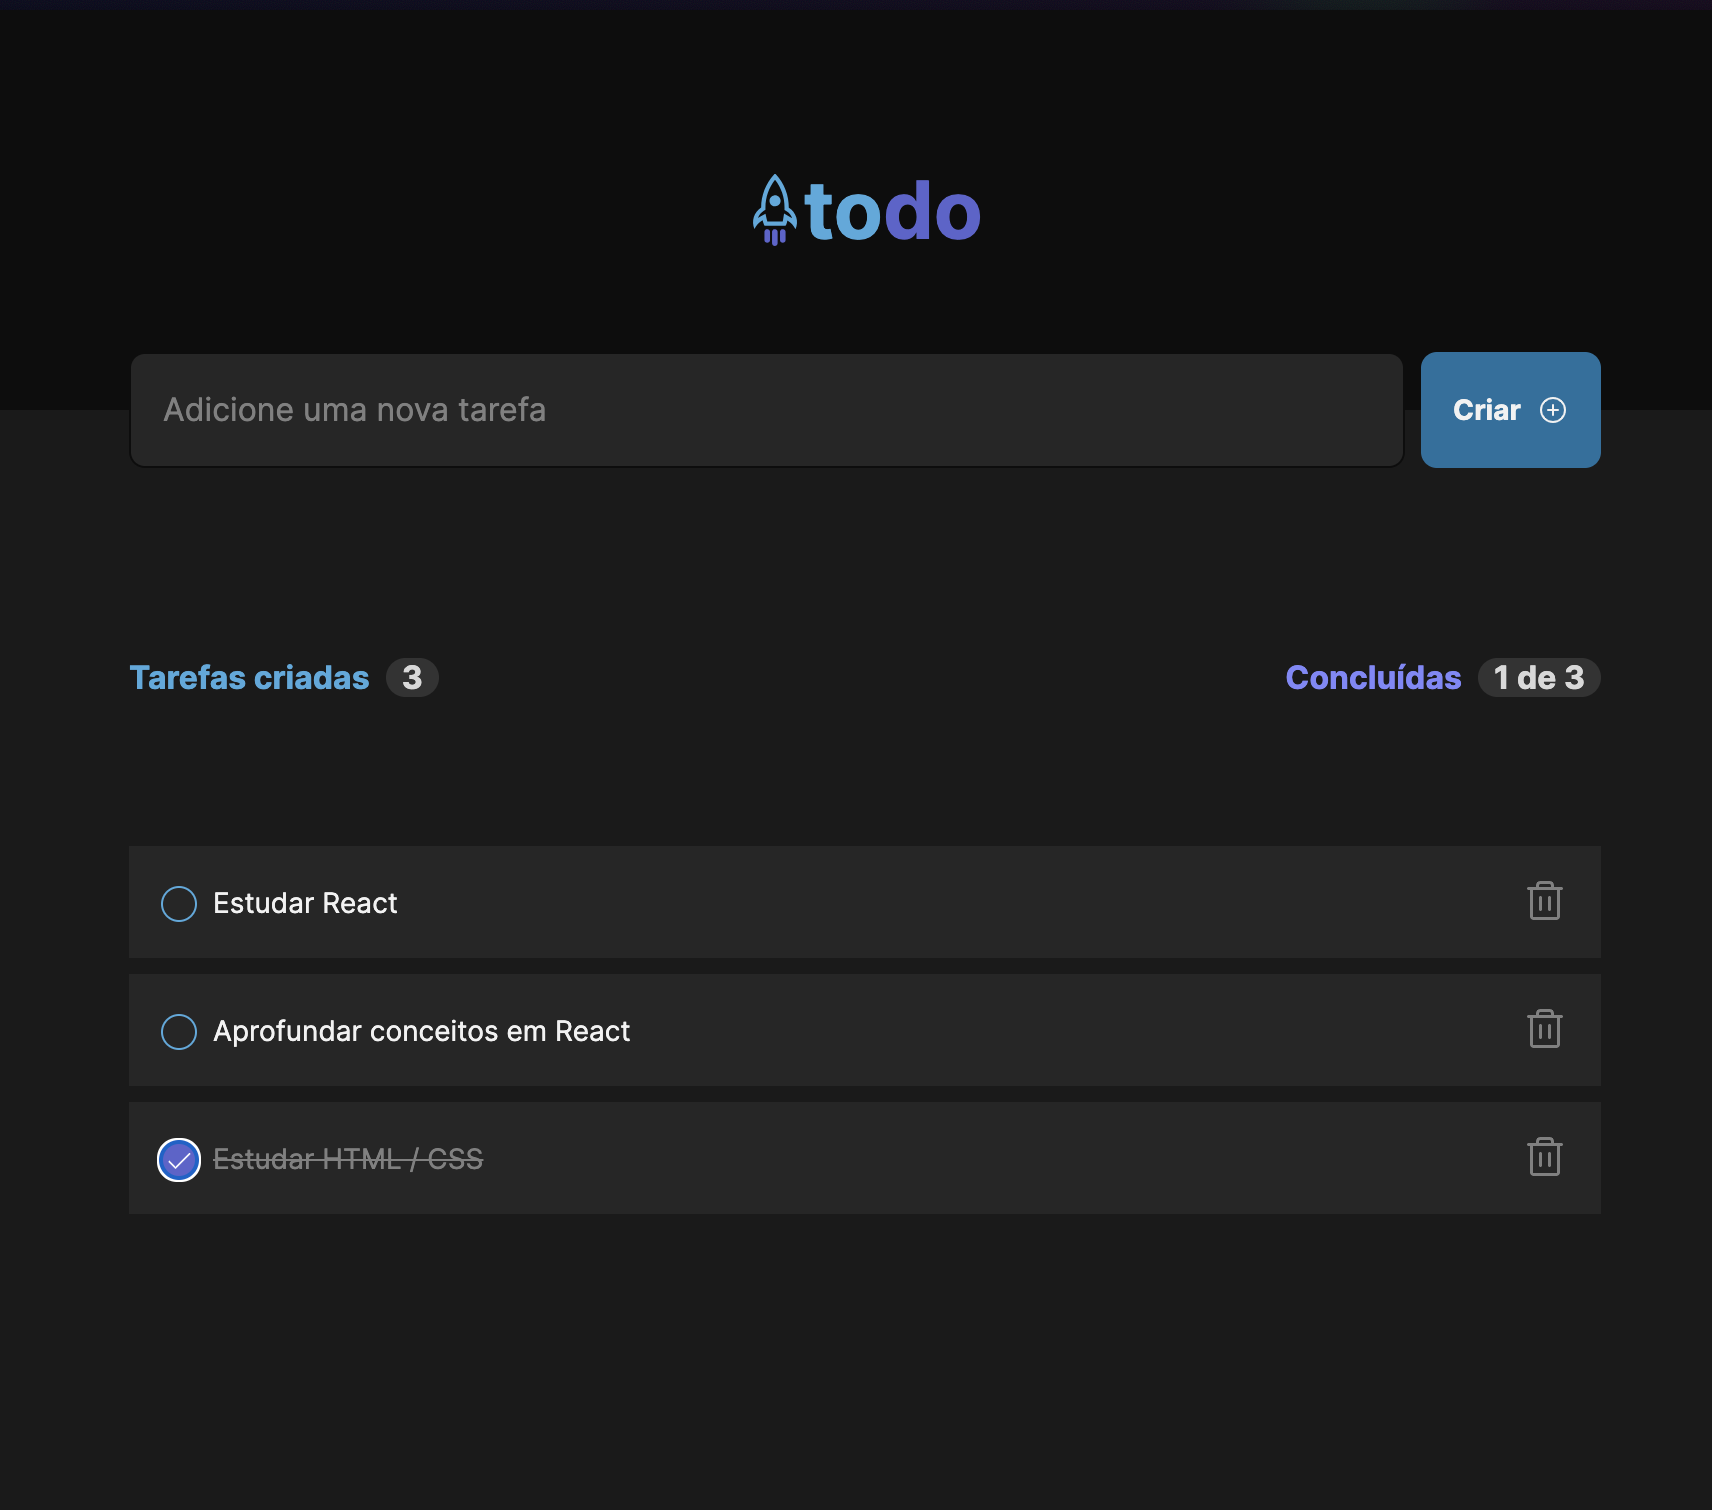 todo
Adicione uma nova tarefa
Criar
Tarefas criadas 3
Concluídas 1 de 3
Estudar React
Aprofundar conceitos em React
Estudar HTML / CSS